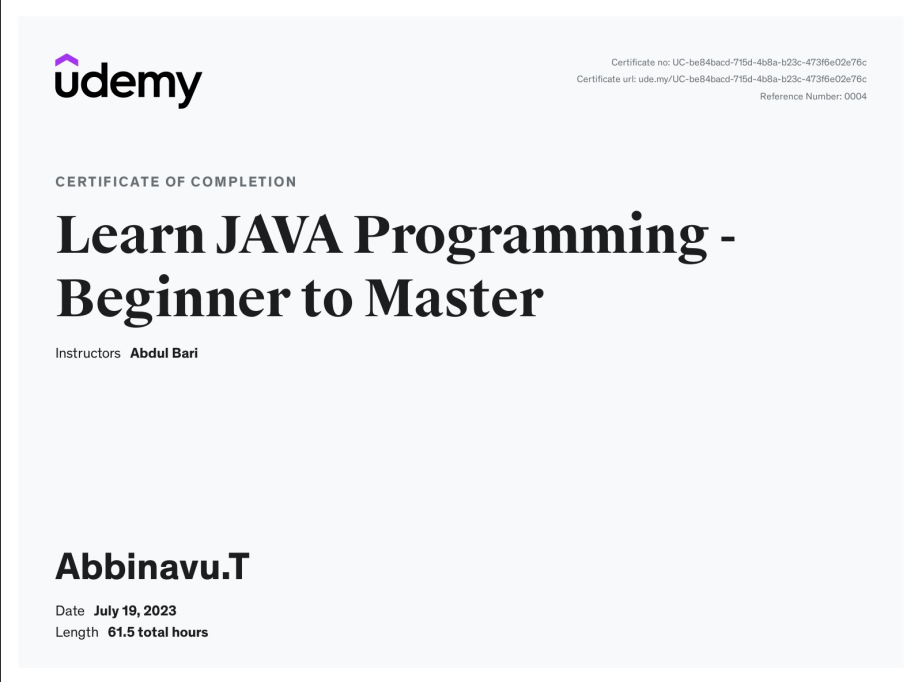 udemy
Certificate no: UC-be84bacd-715d-4b8a-b23c-473f6e02e76c
Certificate url: ude.my/UC-be84bacd-715d-4b8a-b23c-473f6e02e76c
Reference Number: 0004
CERTIFICATE OF COMPLETION
Learn JAVA Programming -
Beginner to Master
Instructors Abdul Bari
Abbinavu.T
Date July 19, 2023
Length 61.5 total hours